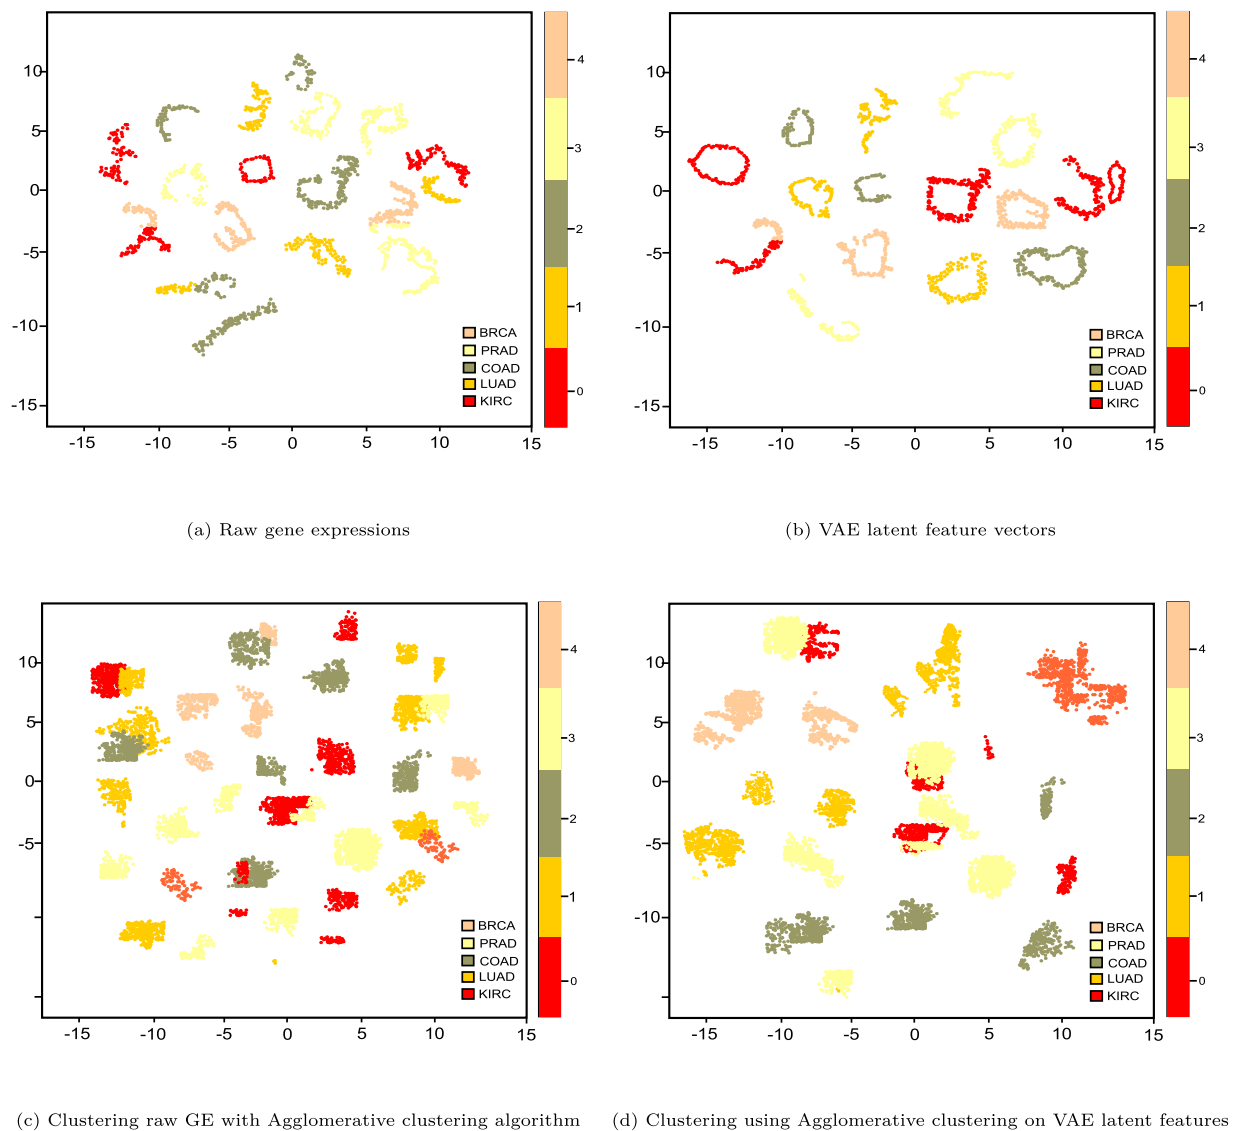 10
5
0
-5
-10
-15
-15 -10 -5 0 5 10 15
4
3
2
1
0
BRCA
PRAD
COAD
LUAD
KIRC
(a) Raw gene expressions
10
5
0
-5
-10
-15
-15 -10 -5 0 5 10 15
4
3
2
1
0
BRCA
PRAD
COAD
LUAD
KIRC
(b) VAE latent feature vectors
10
5
0
-5
-15 -10 -5 0 5 10 15
4
3
2
1
0
BRCA
PRAD
COAD
LUAD
KIRC
(c) Clustering raw GE with Agglomerative clustering algorithm
10
5
0
-5
-10
-15 -10 -5 0 5 10 15
4
3
2
1
0
BRCA
PRAD
COAD
LUAD
KIRC
(d) Clustering using Agglomerative clustering on VAE latent features